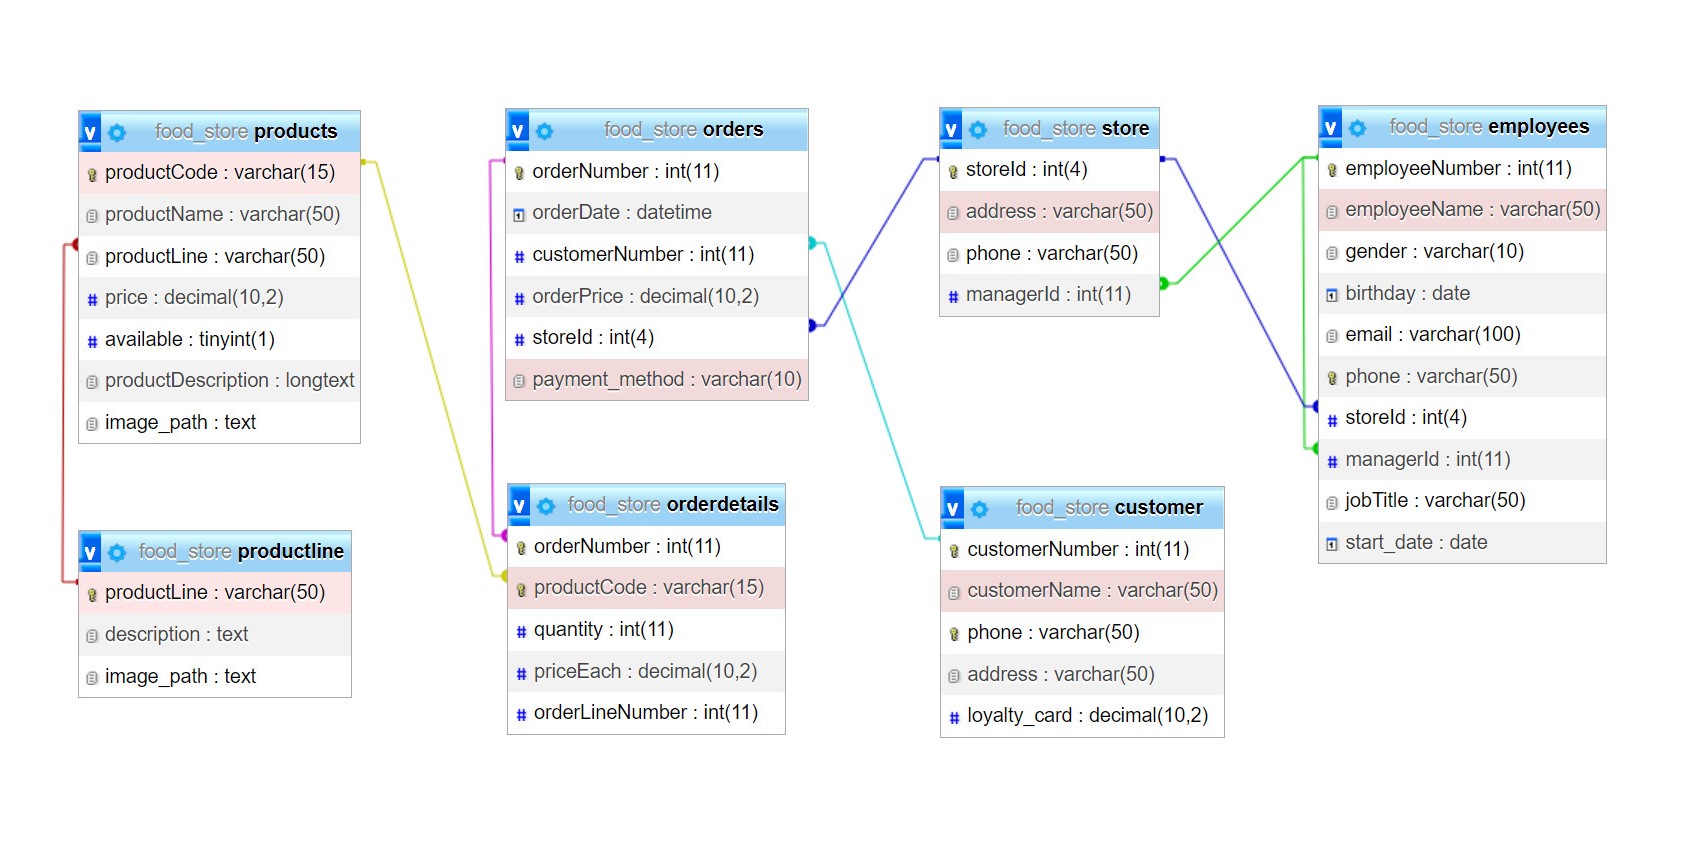 v food_store products
productCode : varchar(15)
productName : varchar(50)
productLine : varchar(50)
# price : decimal(10,2)
# available : tinyint(1)
productDescription : longtext
image_path : text
v food_store productline
productLine : varchar(50)
description : text
image_path : text
v food_store orders
orderNumber : int(11)
orderDate : datetime
# customerNumber : int(11)
# orderPrice : decimal(10,2)
# storeId : int(4)
payment_method : varchar(10)
v food_store orderdetails
orderNumber : int(11)
productCode : varchar(15)
# quantity : int(11)
# priceEach : decimal(10,2)
# orderLineNumber : int(11)
v food_store store
storeId : int(4)
address : varchar(50)
phone : varchar(50)
# managerId : int(11)
v food_store customer
customerNumber : int(11)
customerName : varchar(50)
phone : varchar(50)
address : varchar(50)
# loyalty_card : decimal(10,2)
v food_store employees
employeeNumber : int(11)
employeeName : varchar(50)
gender : varchar(10)
birthday : date
email : varchar(100)
phone : varchar(50)
# storeId : int(4)
# managerId : int(11)
jobTitle : varchar(50)
start_date : date